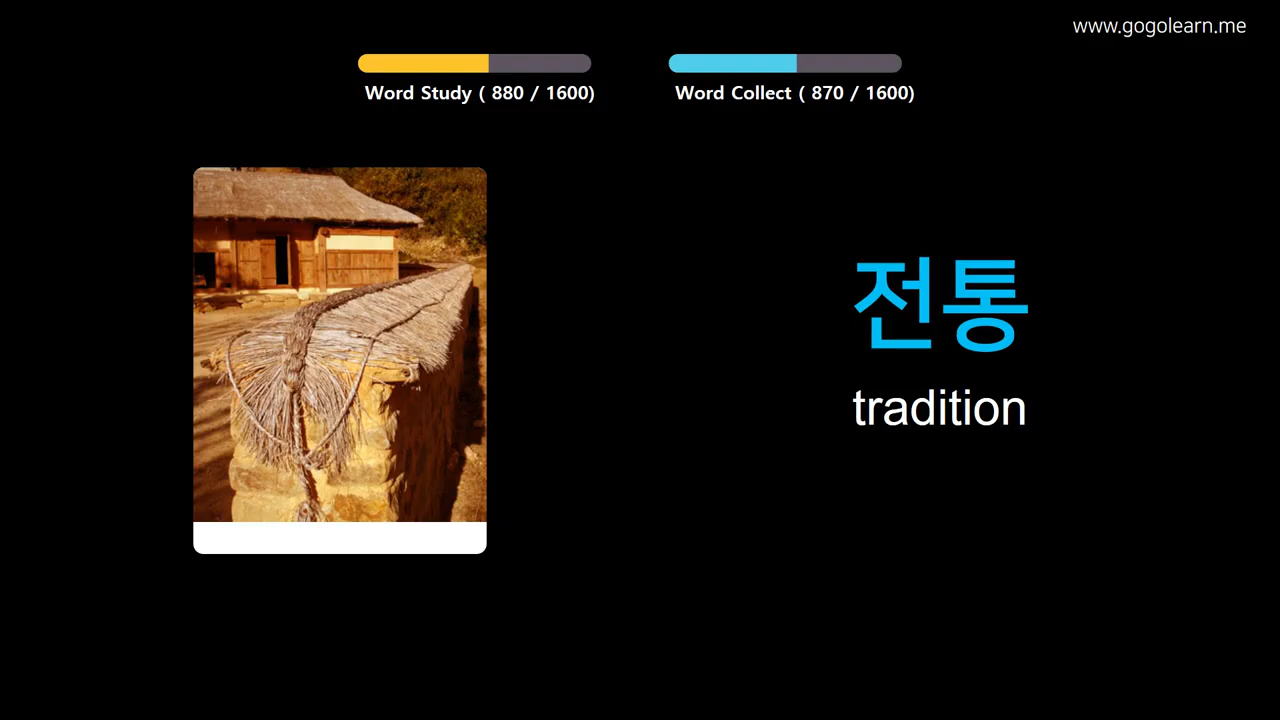 www.gogolearn.me
Word Study ( 880 / 1600)
Word Collect ( 870 / 1600)
전통
tradition